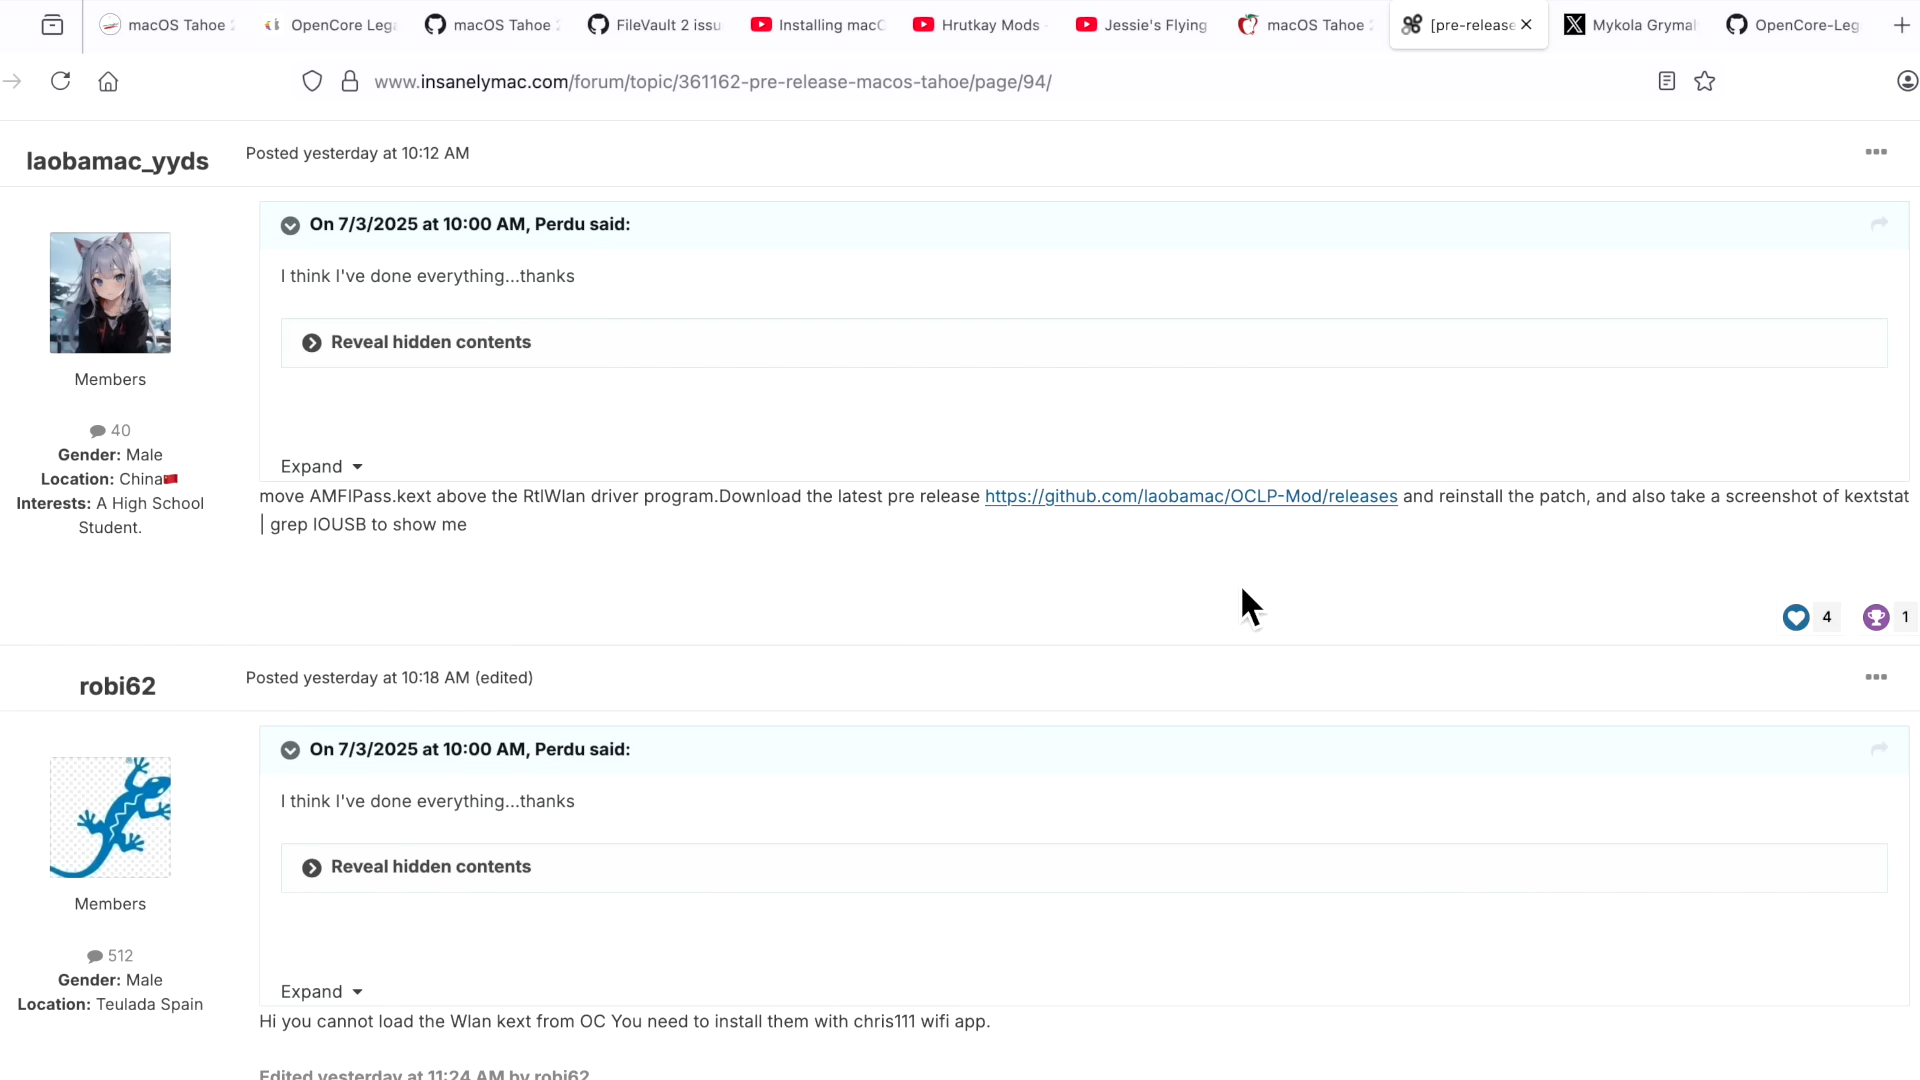 macOS Tahoe
OpenCore Lega
macOS Tahoe
FileVault 2 issu
Installing macO
Hrutkay Mods
Jessie's Flying
macOS Tahoe
[pre-release
Mykola Grymal
OpenCore-Leg
www.insanelymac.com/forum/topic/361162-pre-release-macos-tahoe/page/94/
laobamac_yyds
Posted yesterday at 10:12 AM
On 7/3/2025 at 10:00 AM, Perdu said:
I think I've done everything...thanks
Reveal hidden contents
Members
40
Gender: Male
Location: China🇨🇳
Interests: A High School
Student.
Expand
move AMFIPass.kext above the RtlWlan driver program.Download the latest pre release https://github.com/laobamac/OCLP-Mod/releases and reinstall the patch, and also take a screenshot of kextstat
| grep IOUSB to show me
4
1
robi62
Posted yesterday at 10:18 AM (edited)
On 7/3/2025 at 10:00 AM, Perdu said:
I think I've done everything...thanks
Reveal hidden contents
Members
512
Gender: Male
Location: Teulada Spain
Expand
Hi you cannot load the Wlan kext from OC You need to install them with chris111 wifi app.
Edited yesterday at 11:24 AM by robi62